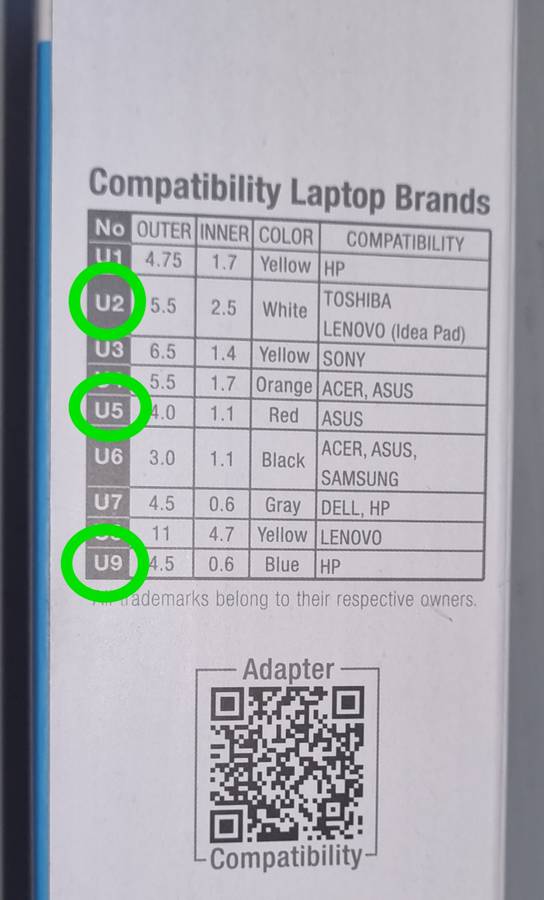 Compatibility Laptop Brands
No OUTER INNER COLOR COMPATIBILITY
U1 4.75 1.7 Yellow HP
U2 5.5 2.5 White TOSHIBA
LENOVO (Idea Pad)
U3 6.5 1.4 Yellow SONY
5.5 1.7 Orange ACER, ASUS
U5 4.0 1.1 Red ASUS
U6 3.0 1.1 Black ACER, ASUS,
SAMSUNG
U7 4.5 0.6 Gray DELL, HP
11 4.7 Yellow LENOVO
U9 4.5 0.6 Blue HP
All trademarks belong to their respective owners.
Adapter
Compatibility